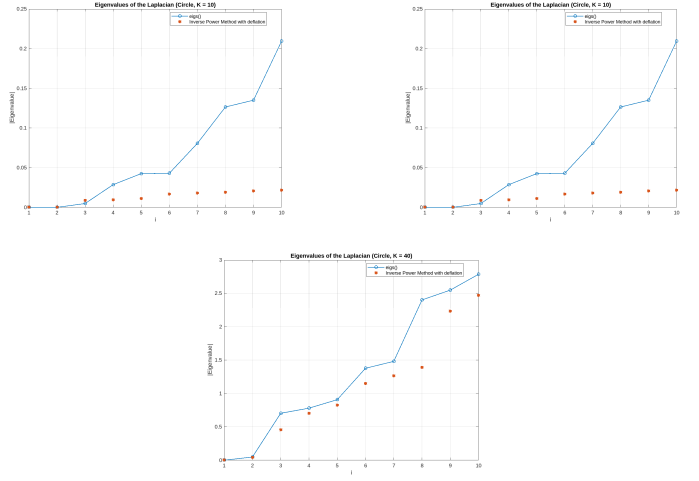 Eigenvalues of the Laplacian (Circle, K = 10)
0.25
0.2
0.15
0.1
0.05
0
|Eigenvalue|
eigs()
Inverse Power Method with deflation
1 2 3 4 5 6 7 8 9 10
i
Eigenvalues of the Laplacian (Circle, K = 10)
0.25
0.2
0.15
0.1
0.05
0
|Eigenvalue|
eigs()
Inverse Power Method with deflation
1 2 3 4 5 6 7 8 9 10
i
Eigenvalues of the Laplacian (Circle, K = 40)
3
2.5
2
1.5
1
0.5
0
|Eigenvalue|
eigs()
Inverse Power Method with deflation
1 2 3 4 5 6 7 8 9 10
i